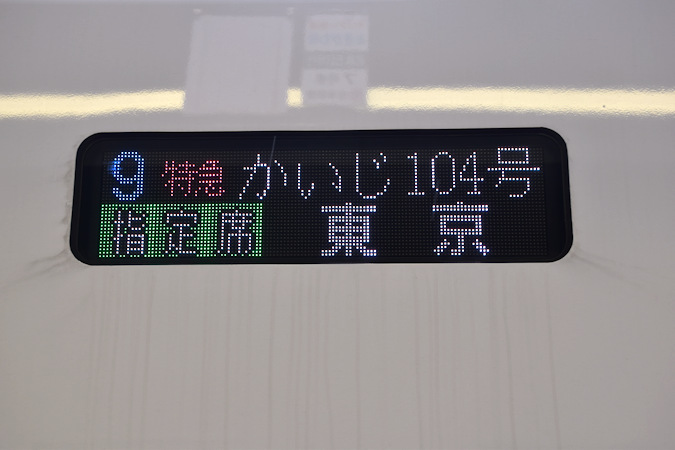 9 特急 かいじ 104号
指定席 東京